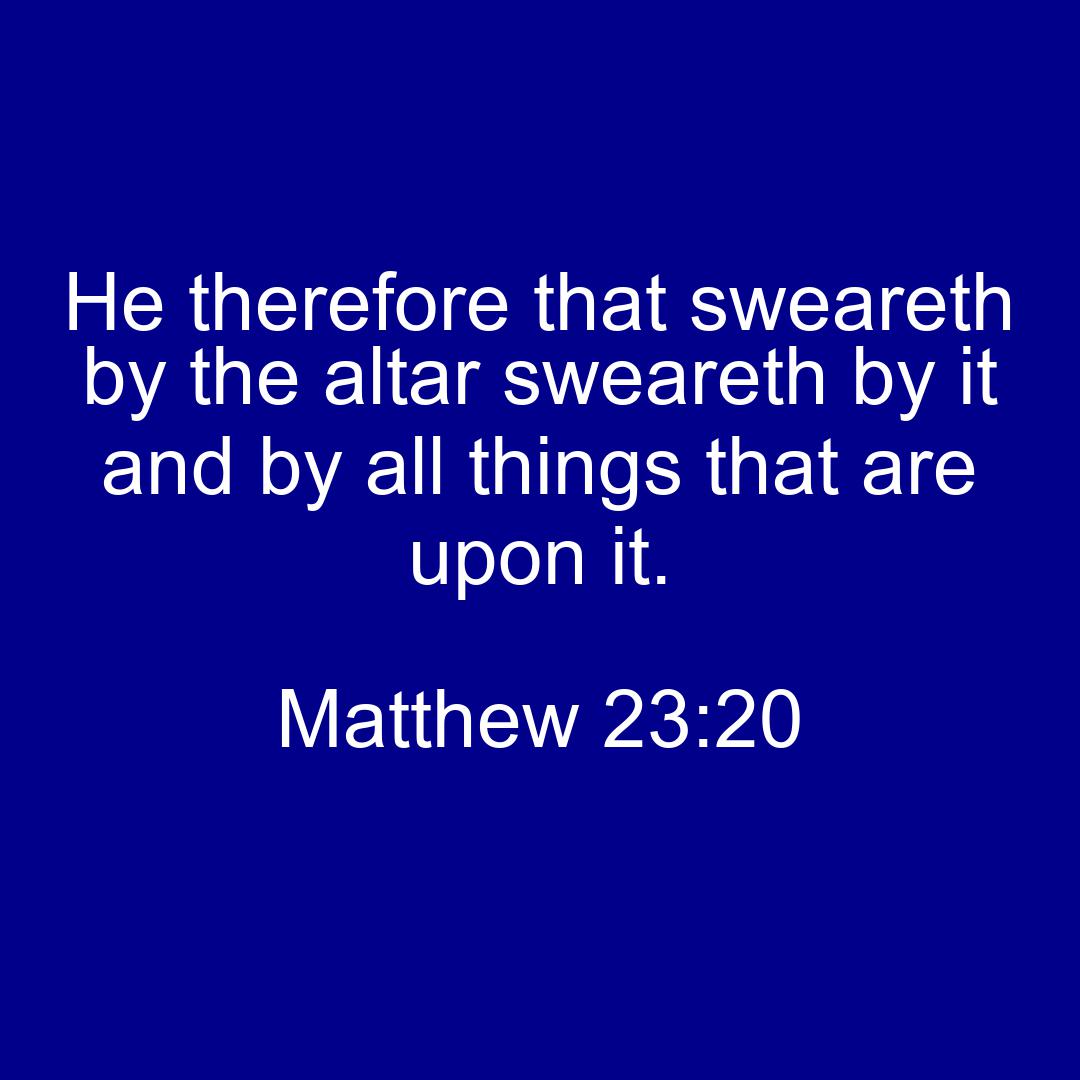 He therefore that sweareth
by the altar sweareth by it
and by all things that are
upon it.
Matthew 23:20